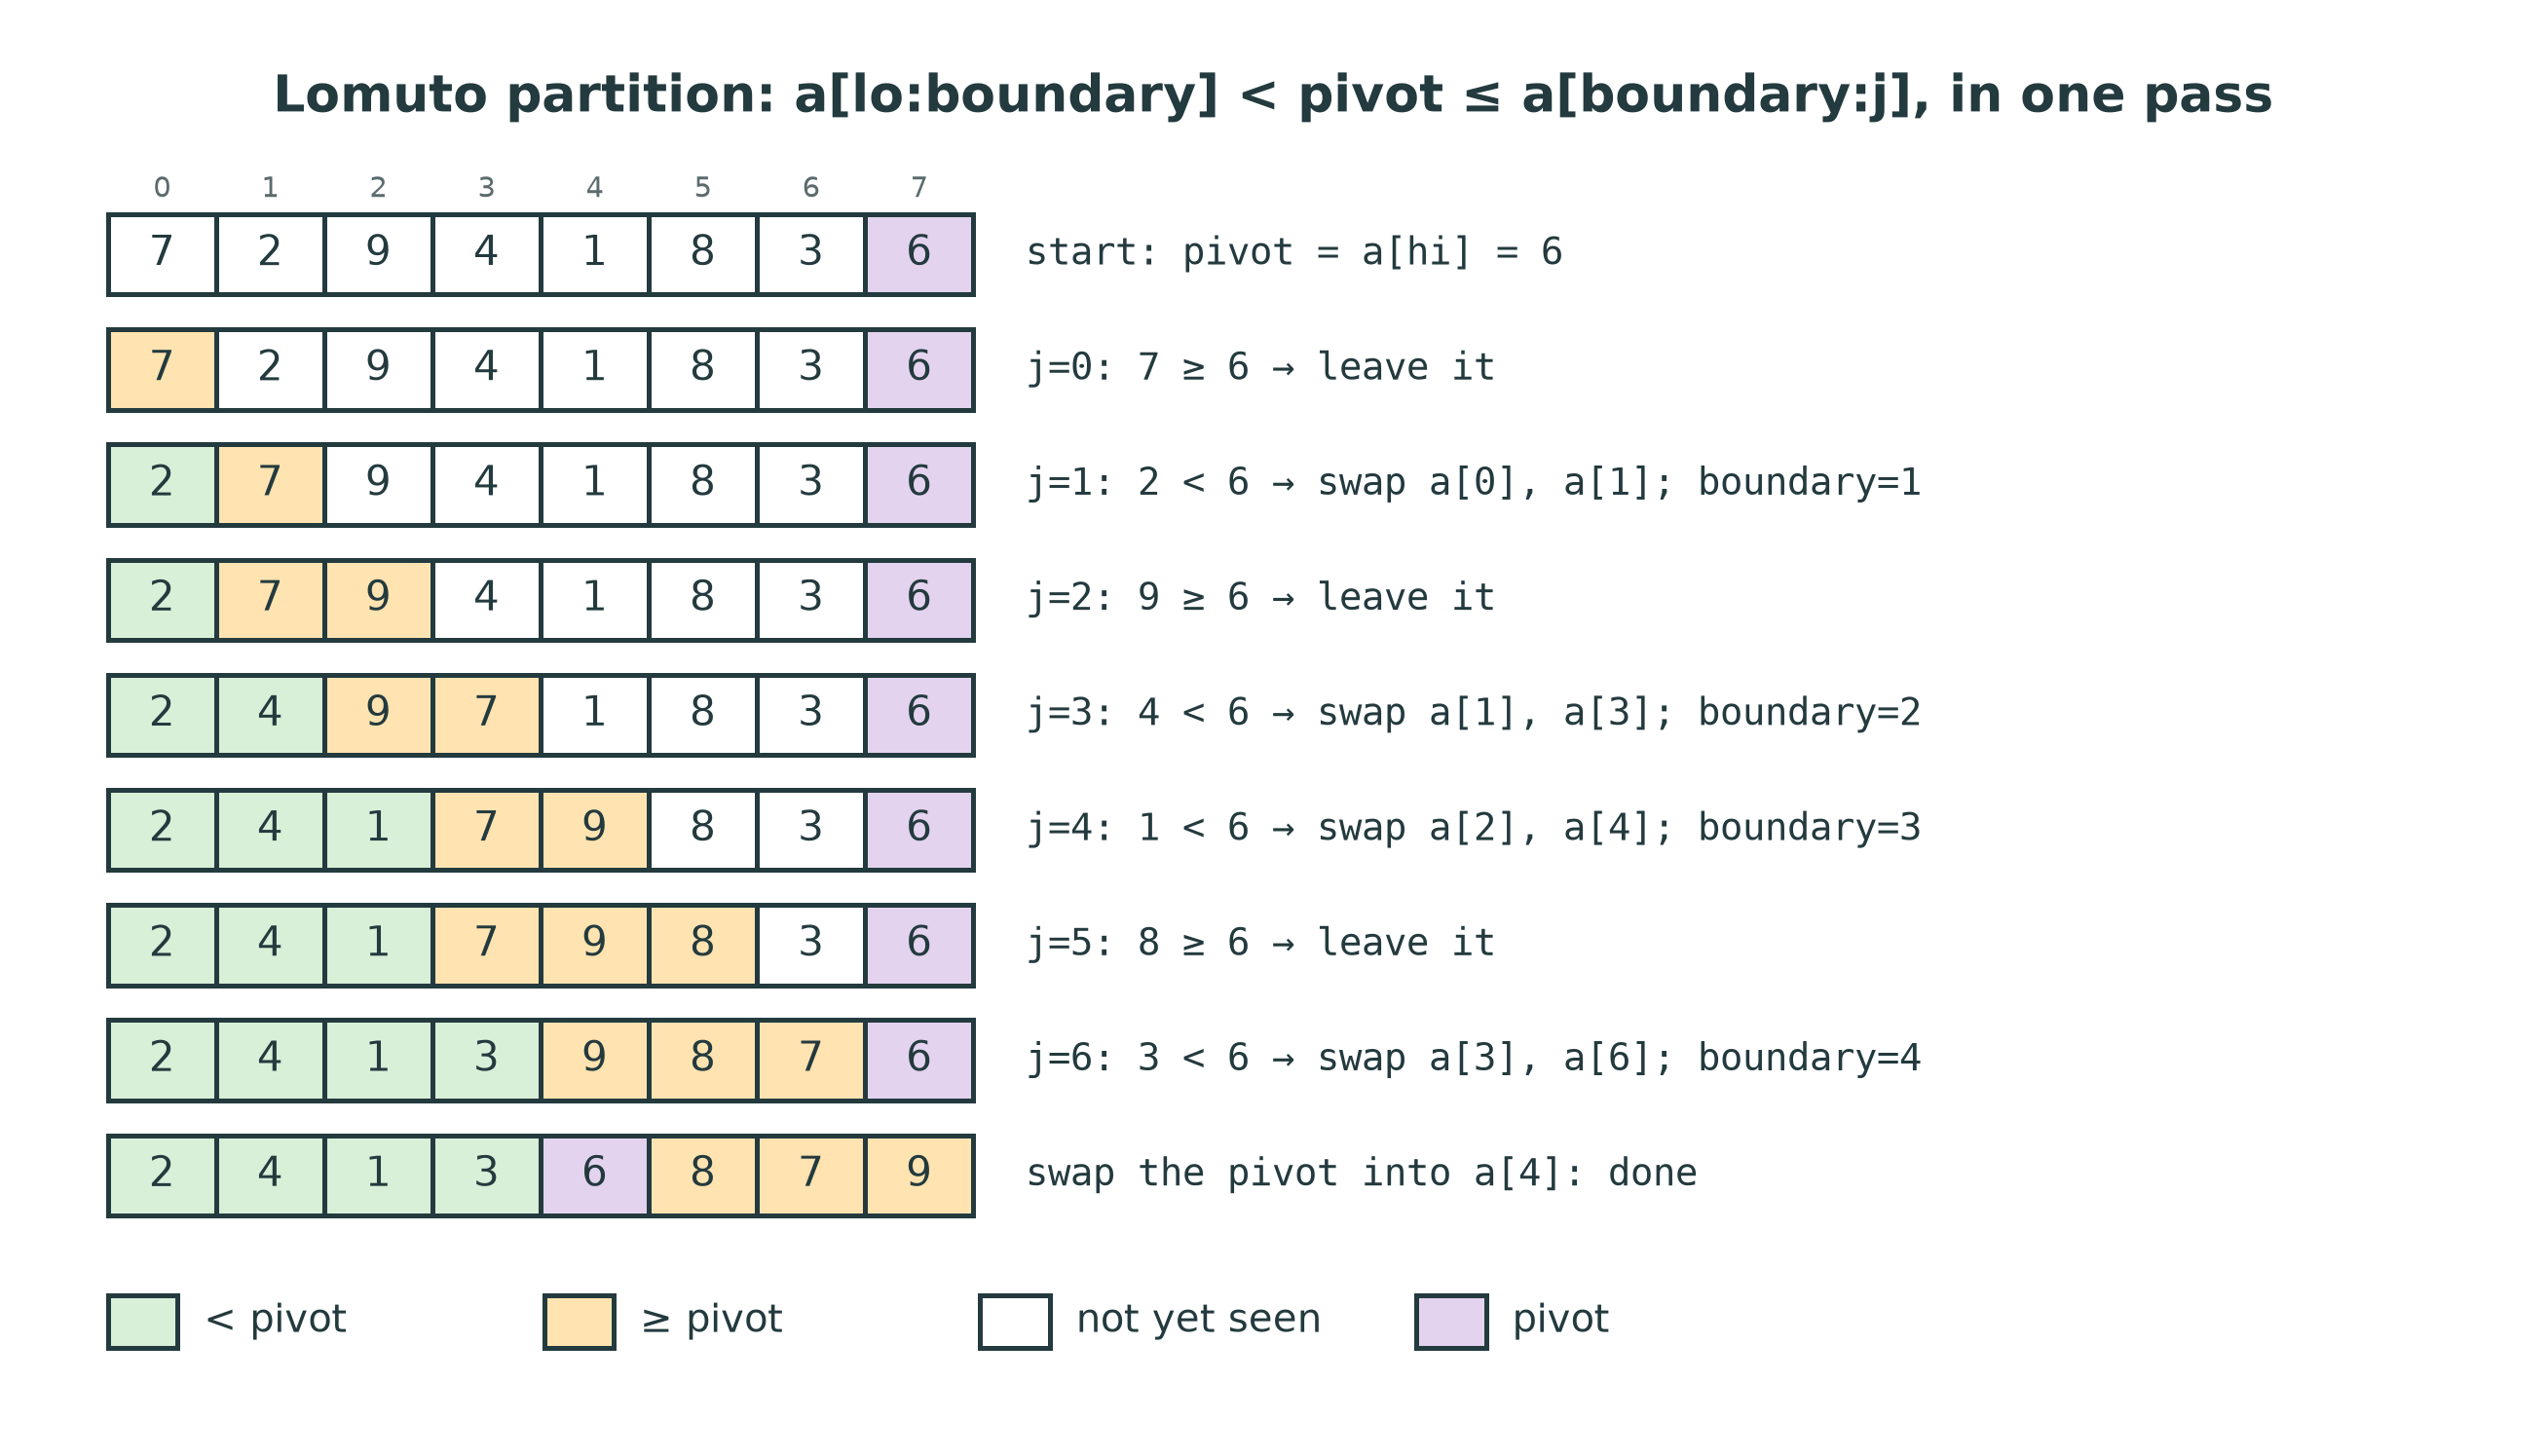 Lomuto partition: a[lo:boundary] < pivot ≤ a[boundary:j], in one pass
0 1 2 3 4 5 6 7
7 2 9 4 1 8 3 6 start: pivot = a[hi] = 6
7 2 9 4 1 8 3 6 j=0: 7 ≥ 6 → leave it
2 7 9 4 1 8 3 6 j=1: 2 < 6 → swap a[0], a[1]; boundary=1
2 7 9 4 1 8 3 6 j=2: 9 ≥ 6 → leave it
2 4 9 7 1 8 3 6 j=3: 4 < 6 → swap a[1], a[3]; boundary=2
2 4 1 7 9 8 3 6 j=4: 1 < 6 → swap a[2], a[4]; boundary=3
2 4 1 7 9 8 3 6 j=5: 8 ≥ 6 → leave it
2 4 1 3 9 8 7 6 j=6: 3 < 6 → swap a[3], a[6]; boundary=4
2 4 1 3 6 8 7 9 swap the pivot into a[4]: done
< pivot ≥ pivot not yet seen pivot